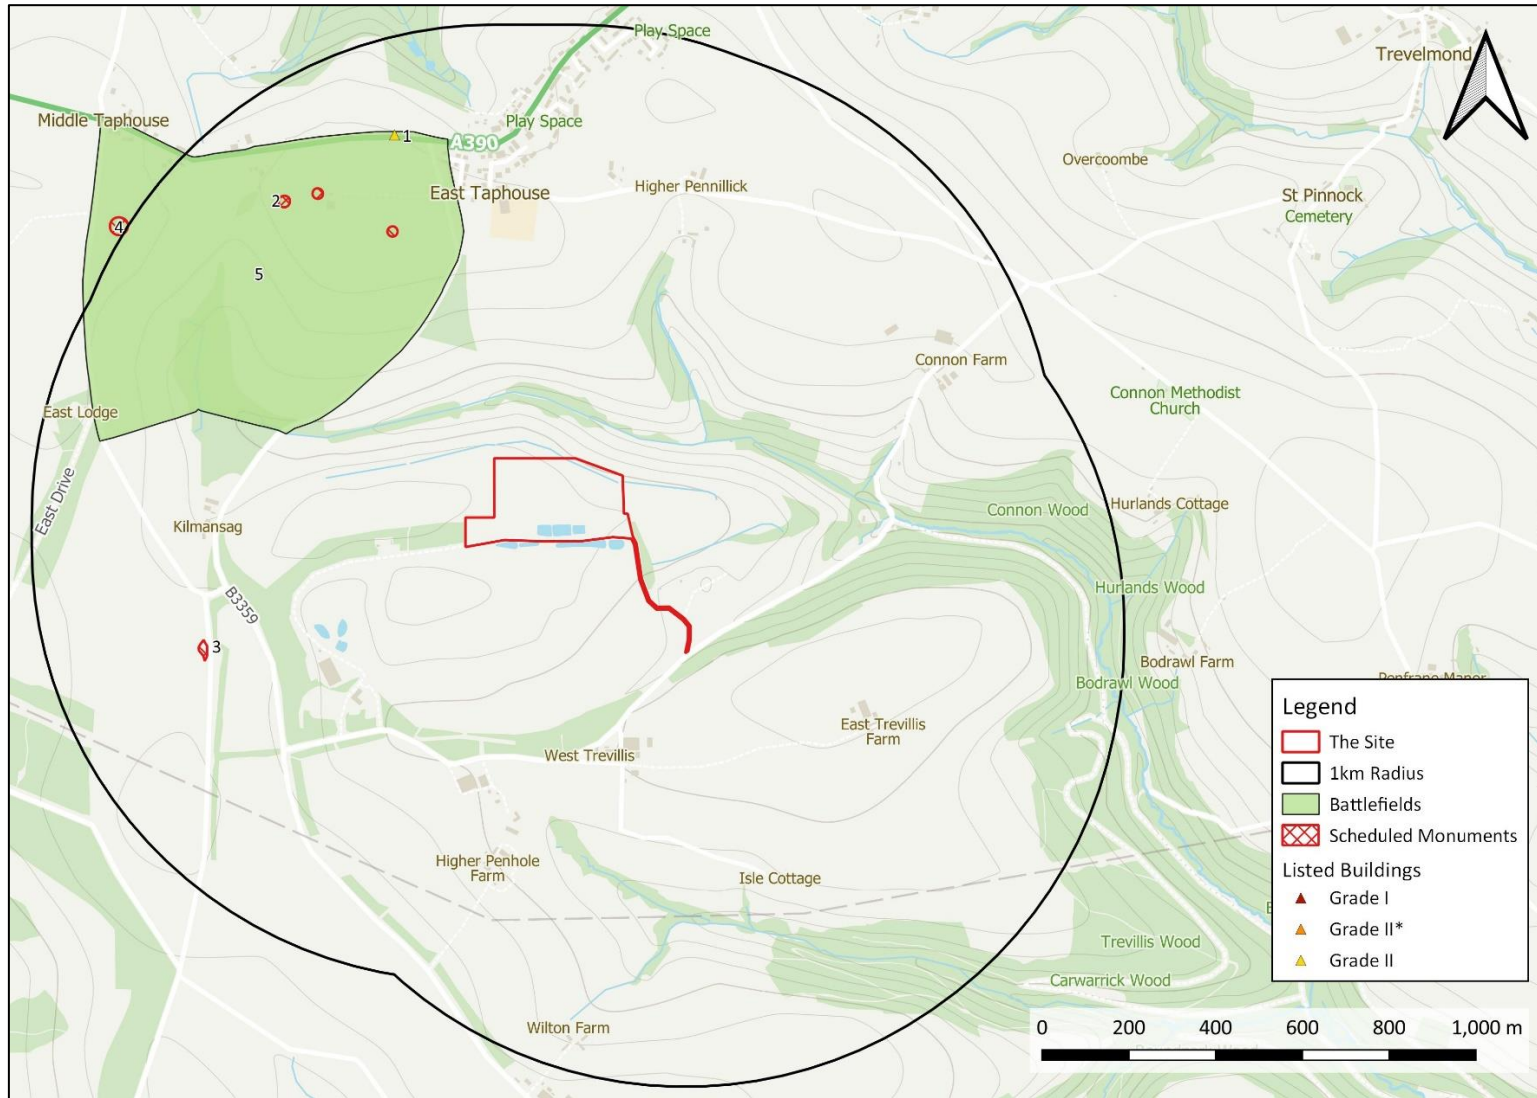 Play Space
Trevelmond
Middle Taphouse
Play Space
1
A390
Overcoombe
East Taphouse
Higher Pennillick
2
St Pinnock
Cemetery
4
5
Connon Farm
Connon Methodist
Church
East Lodge
East Drive
Kilmansag
Connon Wood
Hurlands Cottage
B3359
Hurlands Wood
3
Bodrawl Farm
Bodrawl Wood
East Trevillis
Farm
West Trevillis
Higher Penhole
Farm
Isle Cottage
Trevillis Wood
Carwarrick Wood
Wilton Farm
Legend
The Site
1km Radius
Battlefields
Scheduled Monuments
Listed Buildings
Grade I
Grade II*
Grade II
0 200 400 600 800 1,000 m